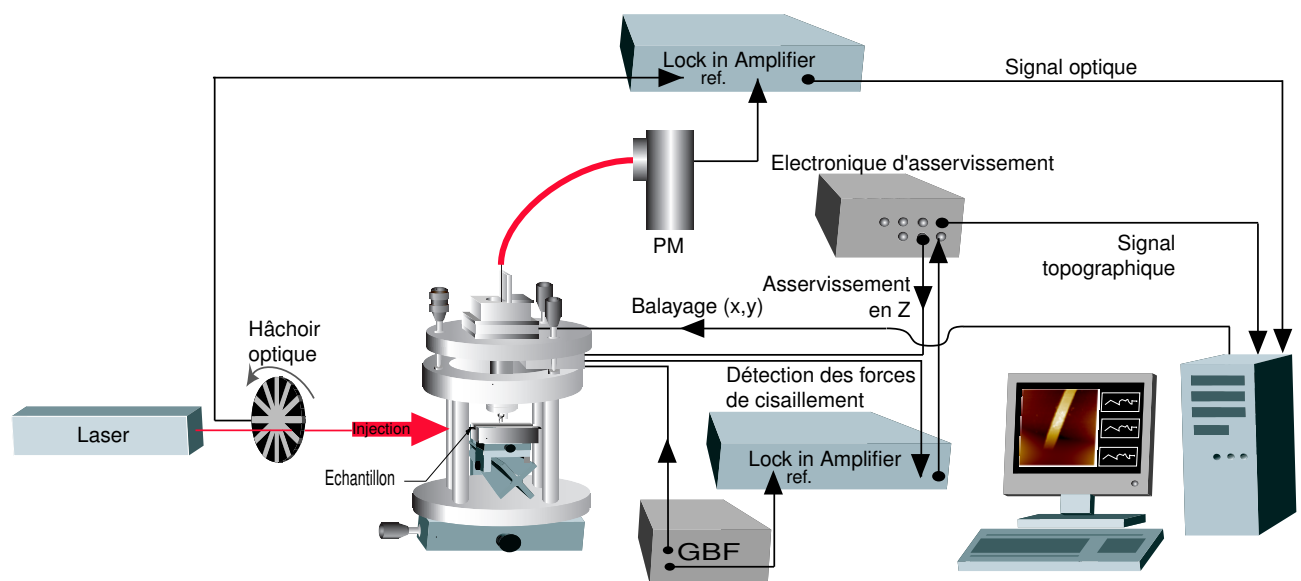 Lock in Amplifier
ref.
Signal optique
Electronique d'asservissement
PM
Signal
topographique
Asservissement
en Z
Balayage (x,y)
Hâchoir
optique
Détection des forces
de cisaillement
Laser
Injection
Echantillon
Lock in Amplifier
ref.
GBF